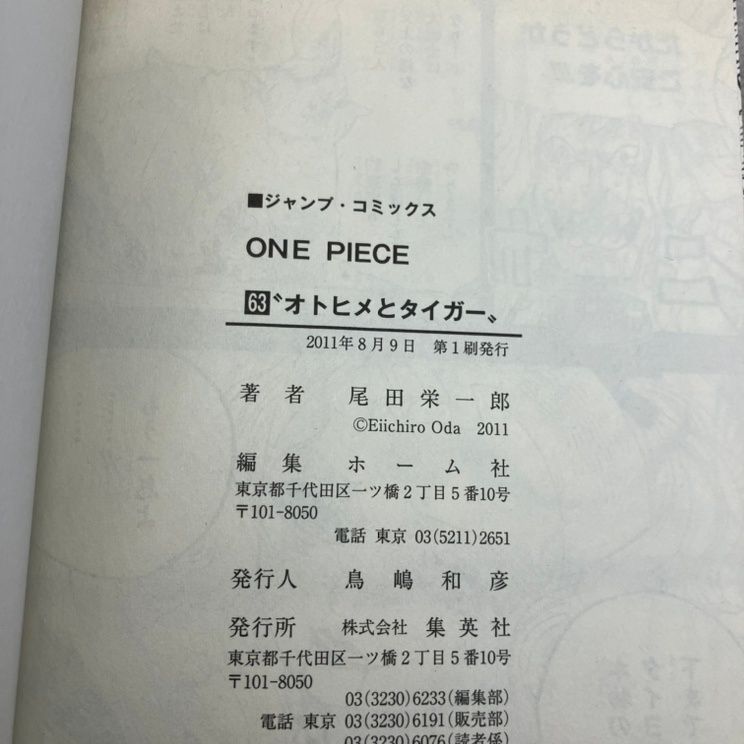 ■ジャンプ・コミックス
ONE PIECE
63〝オトヒメとタイガー〟
2011年8月9日 第1刷発行
著者 尾田栄一郎
©Eiichiro Oda 2011
編集 ホーム社
東京都千代田区一ツ橋2丁目5番10号
〒101-8050
電話 東京 03(5211)2651
発行人 鳥嶋和彦
発行所 株式会社 集英社
東京都千代田区一ツ橋2丁目5番10号
〒101-8050
03(3230)6233(編集部)
電話 東京 03(3230)6191(販売部)
03(3230)6076(読者係)